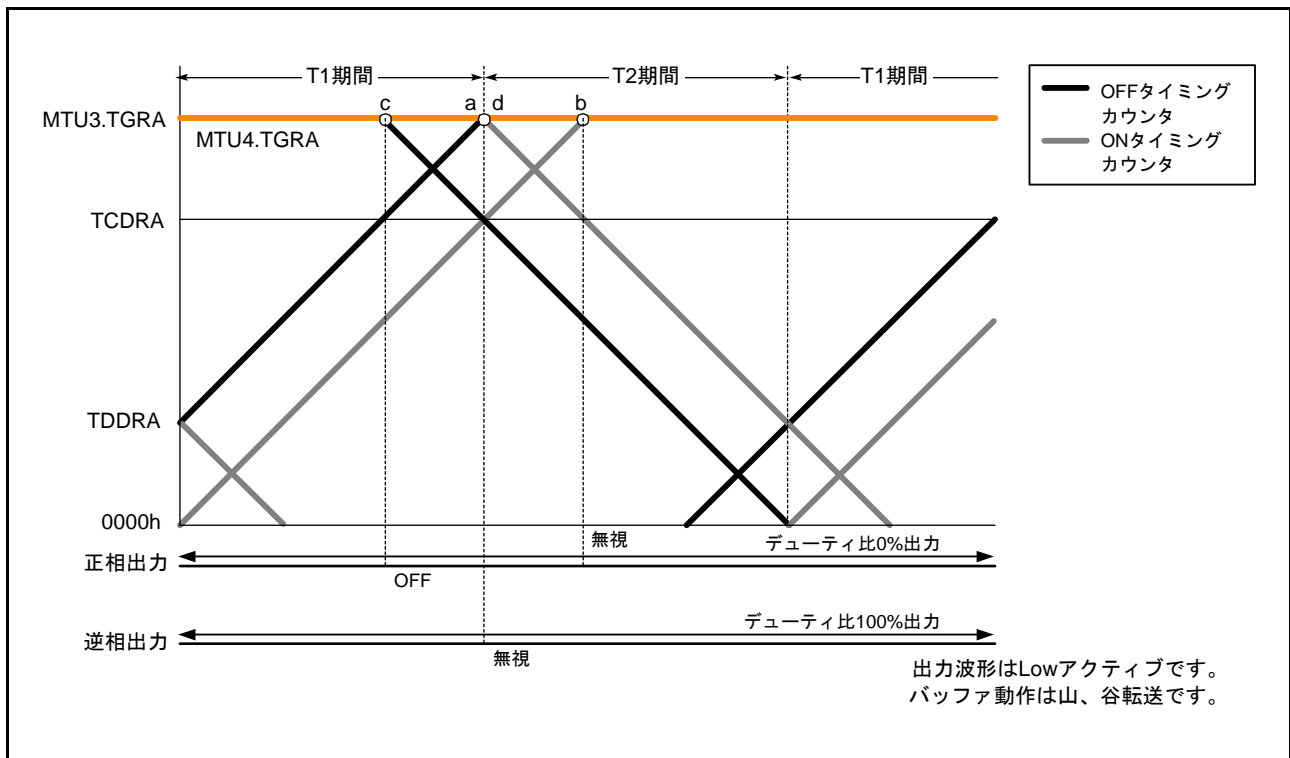 T1期間
T2期間
T1期間
OFFタイミング
カウンタ
ONタイミング
カウンタ
c
a
d
b
MTU3.TGRA
MTU4.TGRA
TCDRA
TDDRA
0000h
無視
デューティ比0%出力
正相出力
OFF
デューティ比100%出力
逆相出力
無視
出力波形はLowアクティブです。
バッファ動作は山、谷転送です。